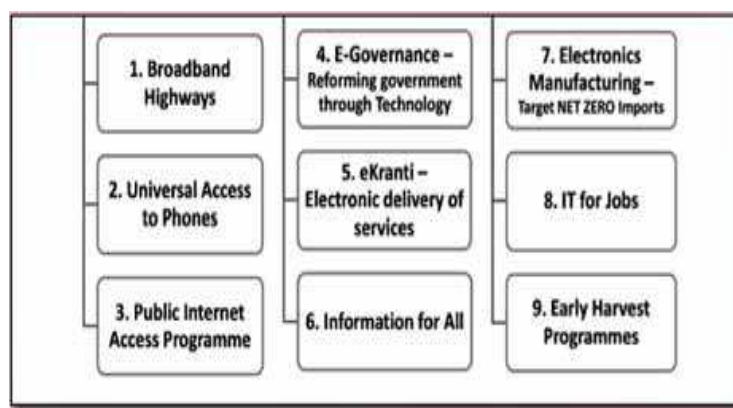 1. Broadband
Highways
2. Universal Access
to Phones
3. Public Internet
Access Programme
4. E-Governance –
Reforming government
through Technology
5. eKranti –
Electronic delivery of
services
6. Information for All
7. Electronics
Manufacturing –
Target NET ZERO Imports
8. IT for Jobs
9. Early Harvest
Programmes